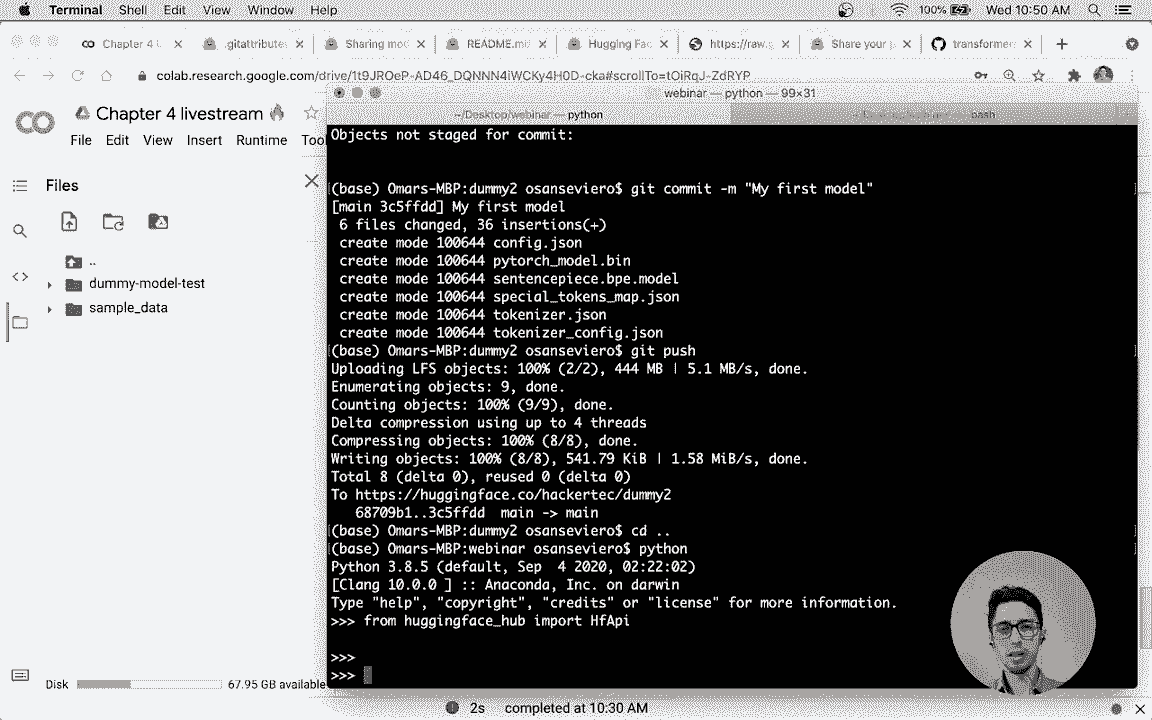 Terminal Shell Edit View Window Help 100% Wed 10:50 AM
Chapter 4 l .gitattribute Sharing mod README.m Hugging Fac https://raw.g Share your transformer
colab.research.google.com/drive/1t9JROeP-AD46_DQNNN4iWCKy4H0D-cka#scrollTo=tOiRqJ-ZdRYP
webinar — python — 99×31
Chapter 4 livestream
~/Desktop/webinar — python bash
File Edit View Insert Runtime Too
Files
..
dummy-model-test
sample_data
Disk 67.95 GB available
Objects not staged for commit:
(base) Omars-MBP:dummy2 osanseviero$ git commit -m "My first model"
[main 3c5ffdd] My first model
6 files changed, 36 insertions(+)
create mode 100644 config.json
create mode 100644 pytorch_model.bin
create mode 100644 sentencepiece.bpe.model
create mode 100644 special_tokens_map.json
create mode 100644 tokenizer.json
create mode 100644 tokenizer_config.json
(base) Omars-MBP:dummy2 osanseviero$ git push
Uploading LFS objects: 100% (2/2), 444 MB | 5.1 MB/s, done.
Enumerating objects: 9, done.
Counting objects: 100% (9/9), done.
Delta compression using up to 4 threads
Compressing objects: 100% (8/8), done.
Writing objects: 100% (8/8), 541.79 KiB | 1.58 MiB/s, done.
Total 8 (delta 0), reused 0 (delta 0)
To https://huggingface.co/hackertec/dummy2
68709b1..3c5ffdd main -> main
(base) Omars-MBP:dummy2 osanseviero$ cd ..
(base) Omars-MBP:webinar osanseviero$ python
Python 3.8.5 (default, Sep 4 2020, 02:22:02)
[Clang 10.0.0 ] :: Anaconda, Inc. on darwin
Type "help", "copyright", "credits" or "license" for more information.
>>> from huggingface_hub import HfApi
>>>
>>>
2s completed at 10:30 AM